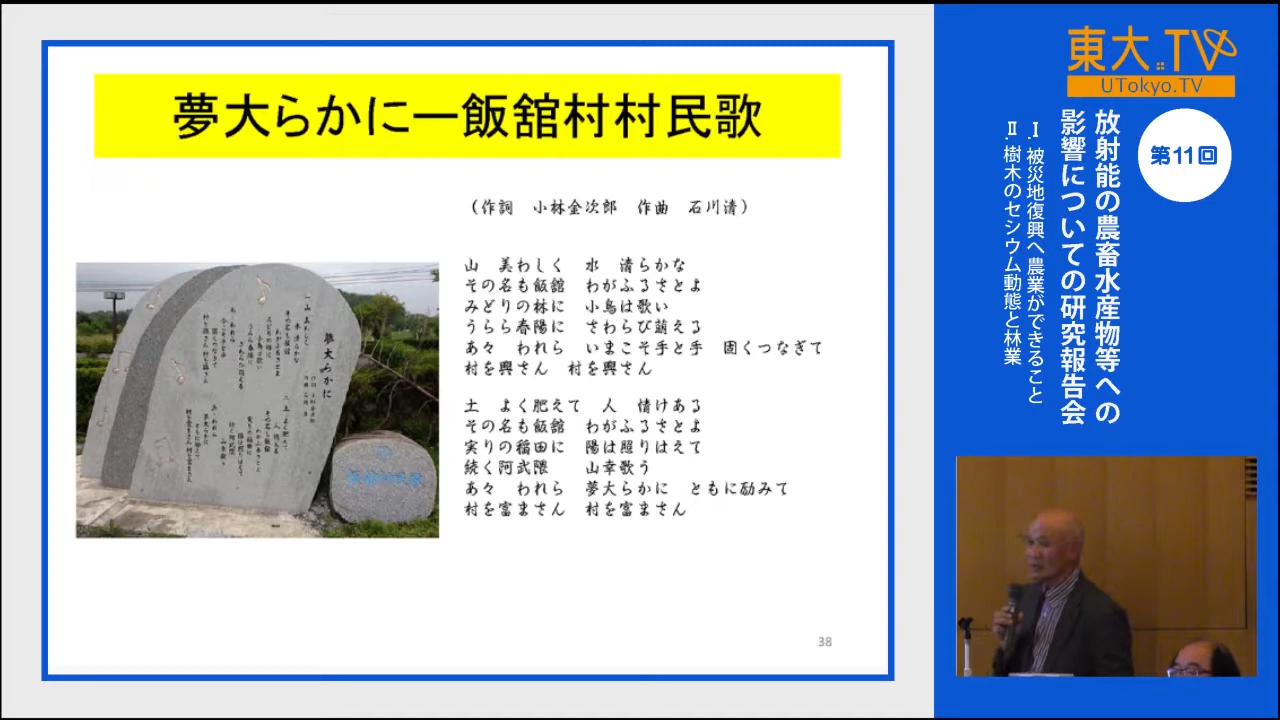 夢大らかに―飯舘村村民歌
(作詞 小林金次郎 作曲 石川清)
山 美わしく 水 清らかな
その名も飯舘 わがふるさとよ
みどりの林に 小鳥は歌い
うらら春陽に さわらび萠える
あゝ われら いまこそ手と手 固くつなぎて
村を興さん 村を興さん
土 よく肥えて 人 情けある
その名も飯舘 わがふるさとよ
実りの稲田に 陽は照りはえて
続く阿武隈 山幸歌う
あゝ われら 夢大らかに ともに励みて
村を富まさん 村を富まさん
夢大らかに
38
東大.TV
UTokyo.TV
第11回
放射能の農畜水産物等への
影響についての研究報告会
Ⅰ.被災地復興へ農業ができること
Ⅱ.樹木のセシウム動態と林業